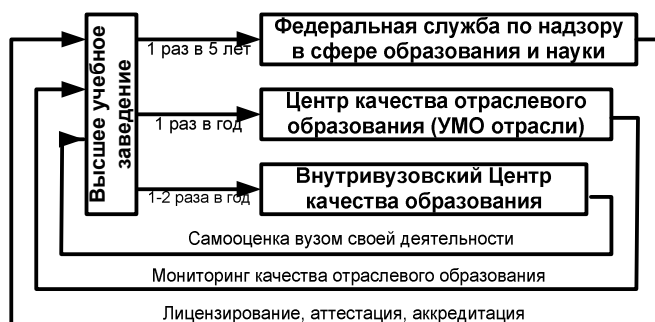 Высшее учебное
заведение
1 раз в 5 лет
Федеральная служба по надзору
в сфере образования и науки
1 раз в год
Центр качества отраслевого
образования (УМО отрасли)
1-2 раза в год
Внутривузовский Центр
качества образования
Самооценка вузом своей деятельности
Мониторинг качества отраслевого образования
Лицензирование, аттестация, аккредитация